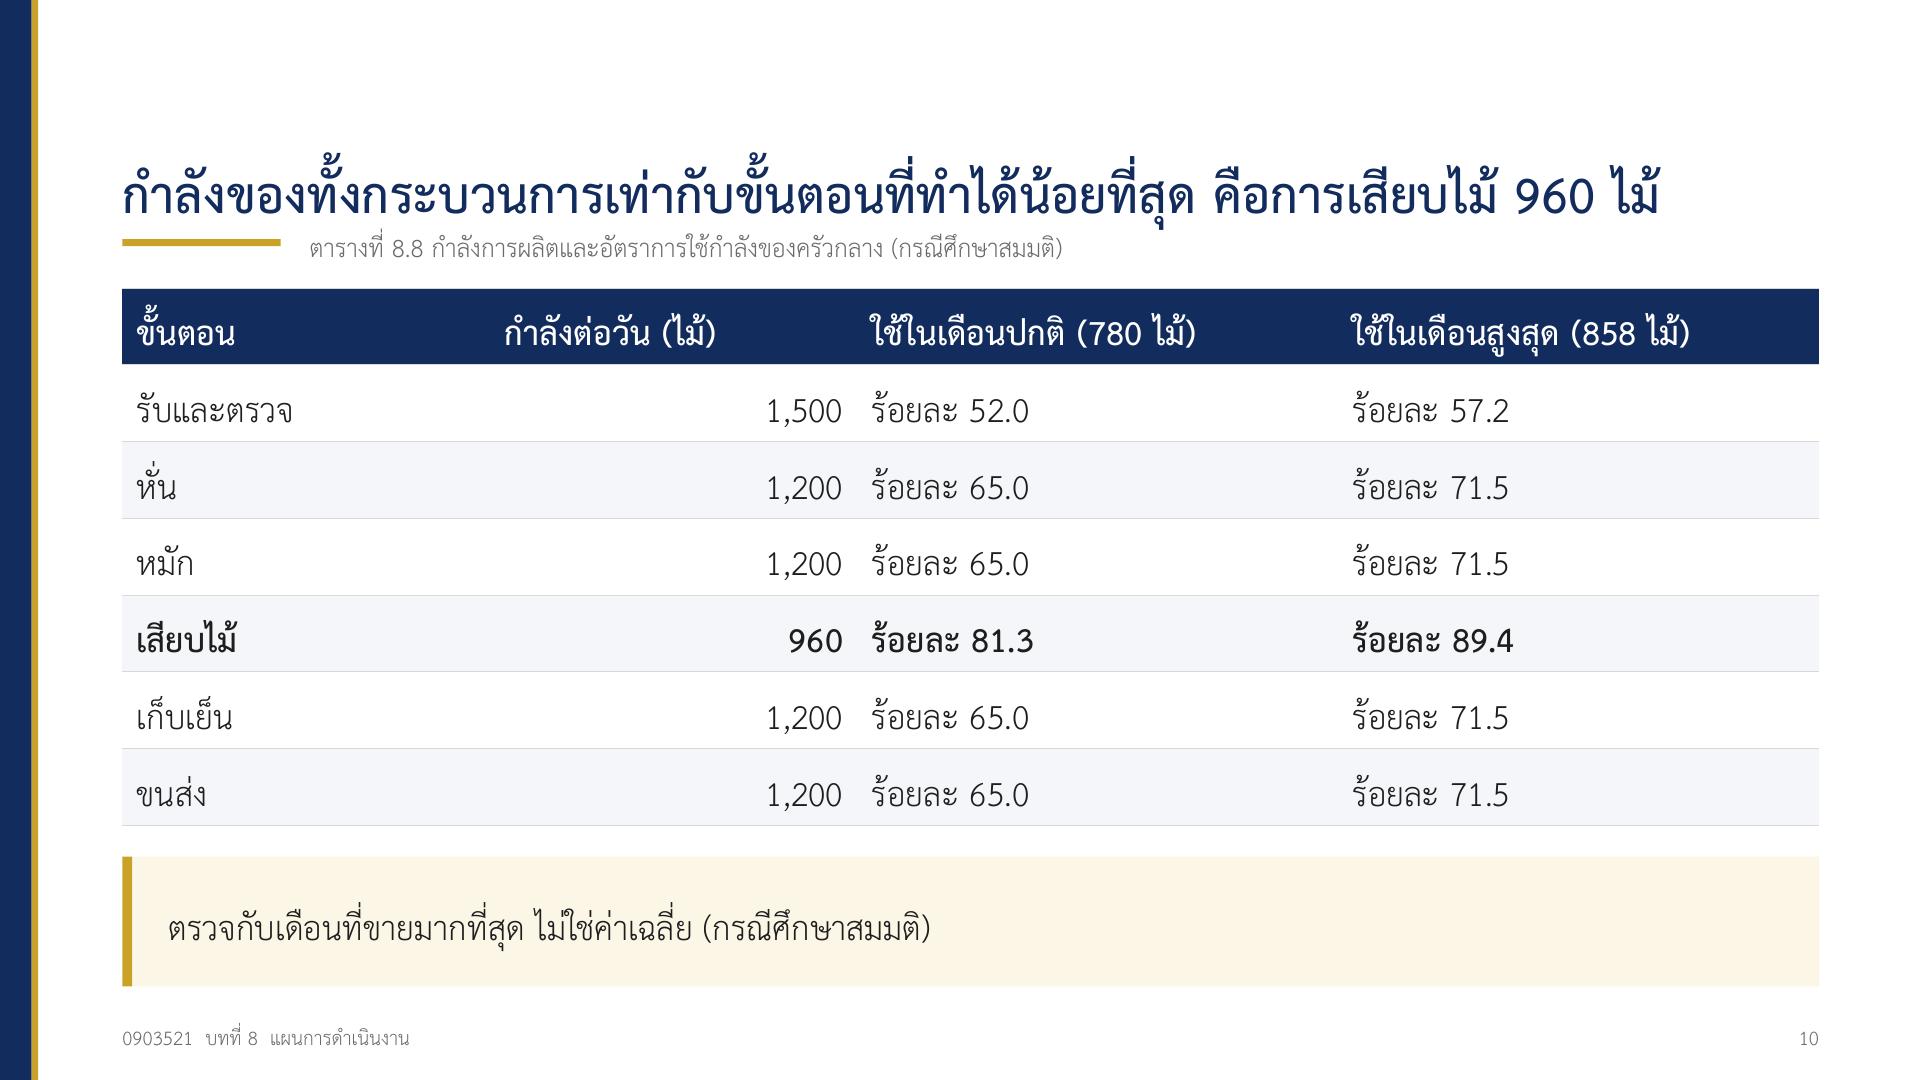 กำลังของทั้งกระบวนการเท่ากับขั้นตอนที่ทำได้น้อยที่สุด คือการเสียบไม้ 960 ไม้
ตารางที่ 8.8 กำลังการผลิตและอัตราการใช้กำลังของครัวกลาง (กรณีศึกษาสมมติ)
ขั้นตอน กำลังต่อวัน (ไม้) ใช้ในเดือนปกติ (780 ไม้) ใช้ในเดือนสูงสุด (858 ไม้)
รับและตรวจ 1,500 ร้อยละ 52.0 ร้อยละ 57.2
หั่น 1,200 ร้อยละ 65.0 ร้อยละ 71.5
หมัก 1,200 ร้อยละ 65.0 ร้อยละ 71.5
เสียบไม้ 960 ร้อยละ 81.3 ร้อยละ 89.4
เก็บเย็น 1,200 ร้อยละ 65.0 ร้อยละ 71.5
ขนส่ง 1,200 ร้อยละ 65.0 ร้อยละ 71.5
ตรวจกับเดือนที่ขายมากที่สุด ไม่ใช่ค่าเฉลี่ย (กรณีศึกษาสมมติ)
0903521 บทที่ 8 แผนการดำเนินงาน 10